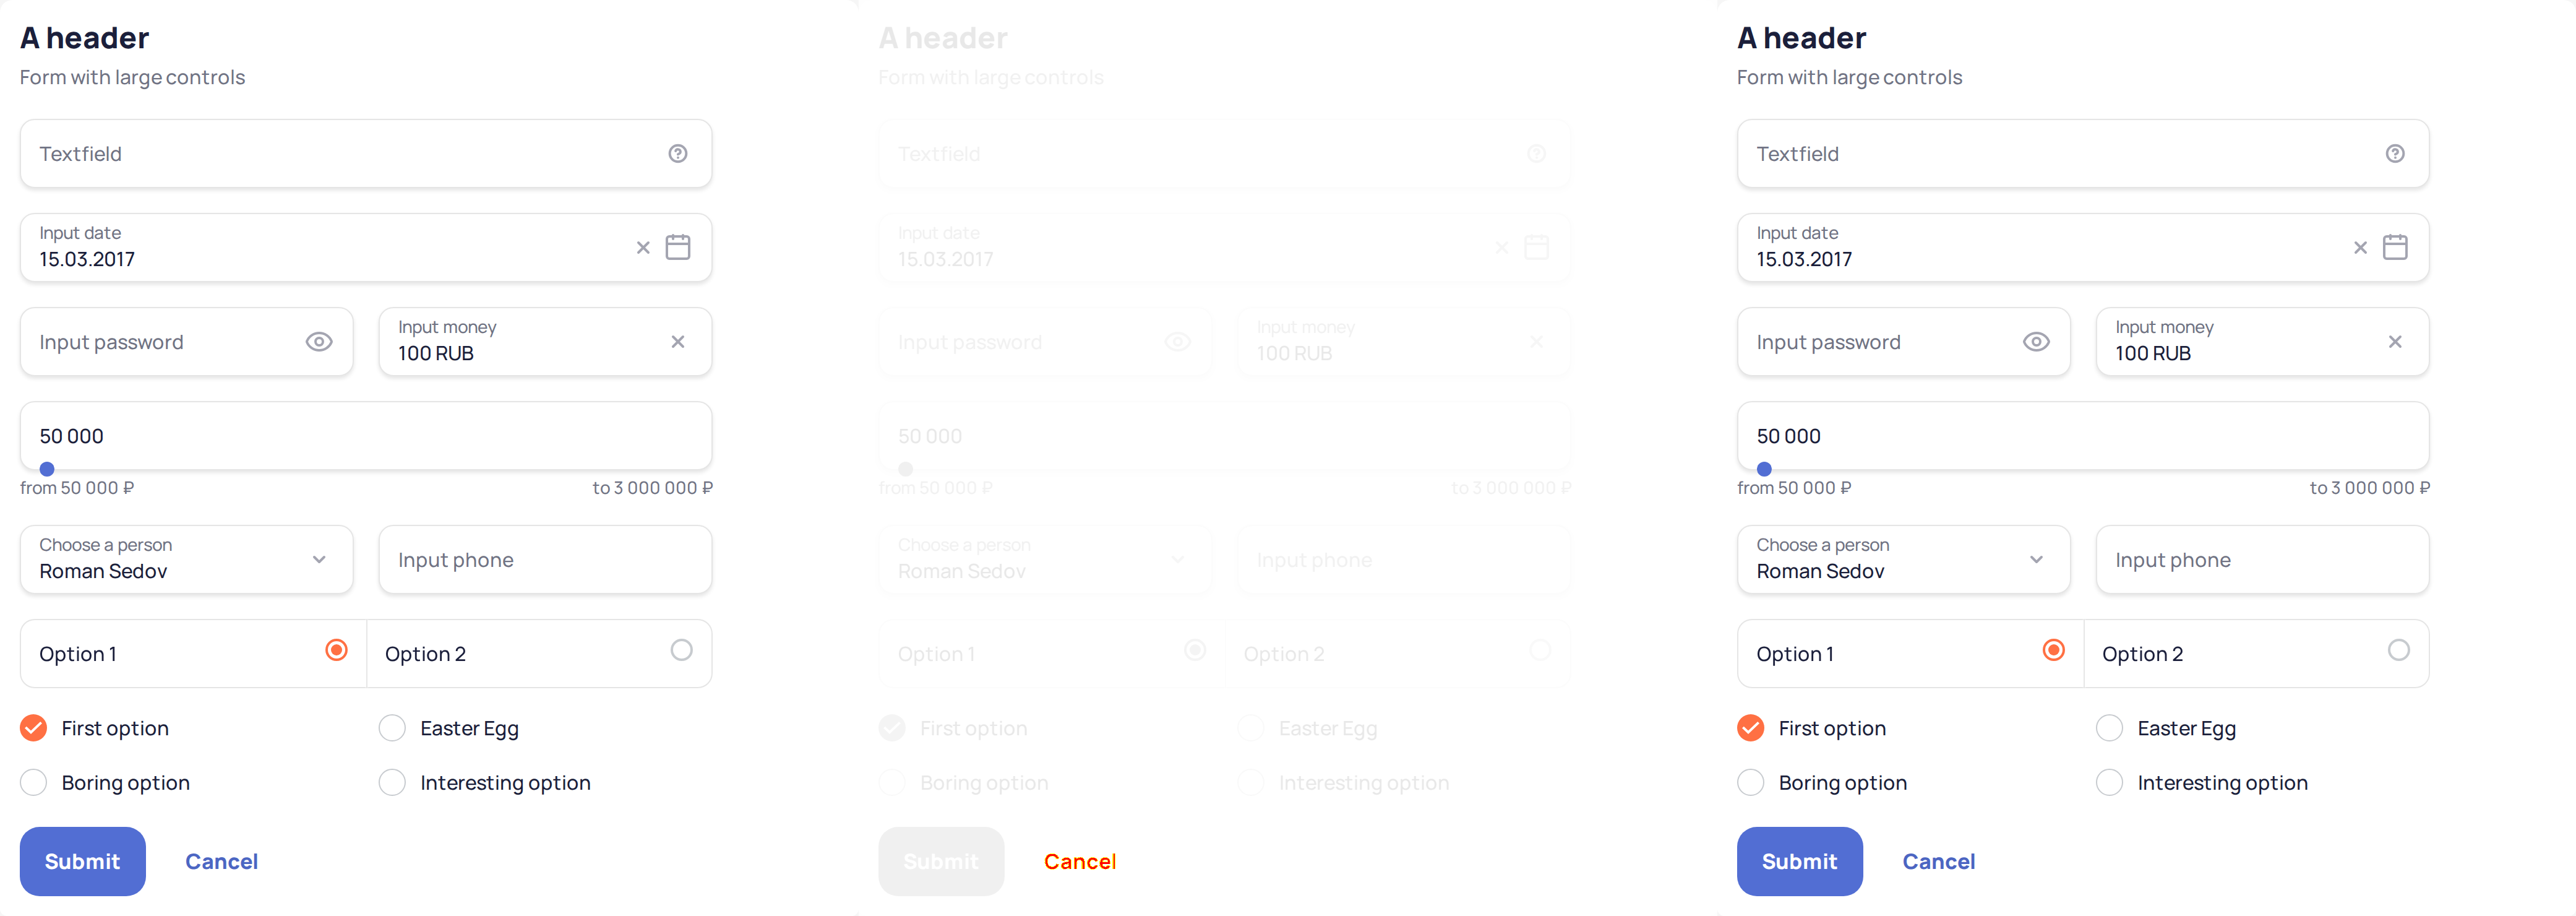 A header
Form with large controls
Textfield
Input date
15.03.2017
Input password
Input money
100 RUB
50 000
from 50 000 ₽
to 3 000 000 ₽
Choose a person
Roman Sedov
Input phone
Option 1
Option 2
First option
Easter Egg
Boring option
Interesting option
Submit
Cancel
A header
Form with large controls
Textfield
Input date
15.03.2017
Input password
Input money
100 RUB
50 000
from 50 000 ₽
to 3 000 000 ₽
Choose a person
Roman Sedov
Input phone
Option 1
Option 2
First option
Easter Egg
Boring option
Interesting option
Submit
Cancel
A header
Form with large controls
Textfield
Input date
15.03.2017
Input password
Input money
100 RUB
50 000
from 50 000 ₽
to 3 000 000 ₽
Choose a person
Roman Sedov
Input phone
Option 1
Option 2
First option
Easter Egg
Boring option
Interesting option
Submit
Cancel